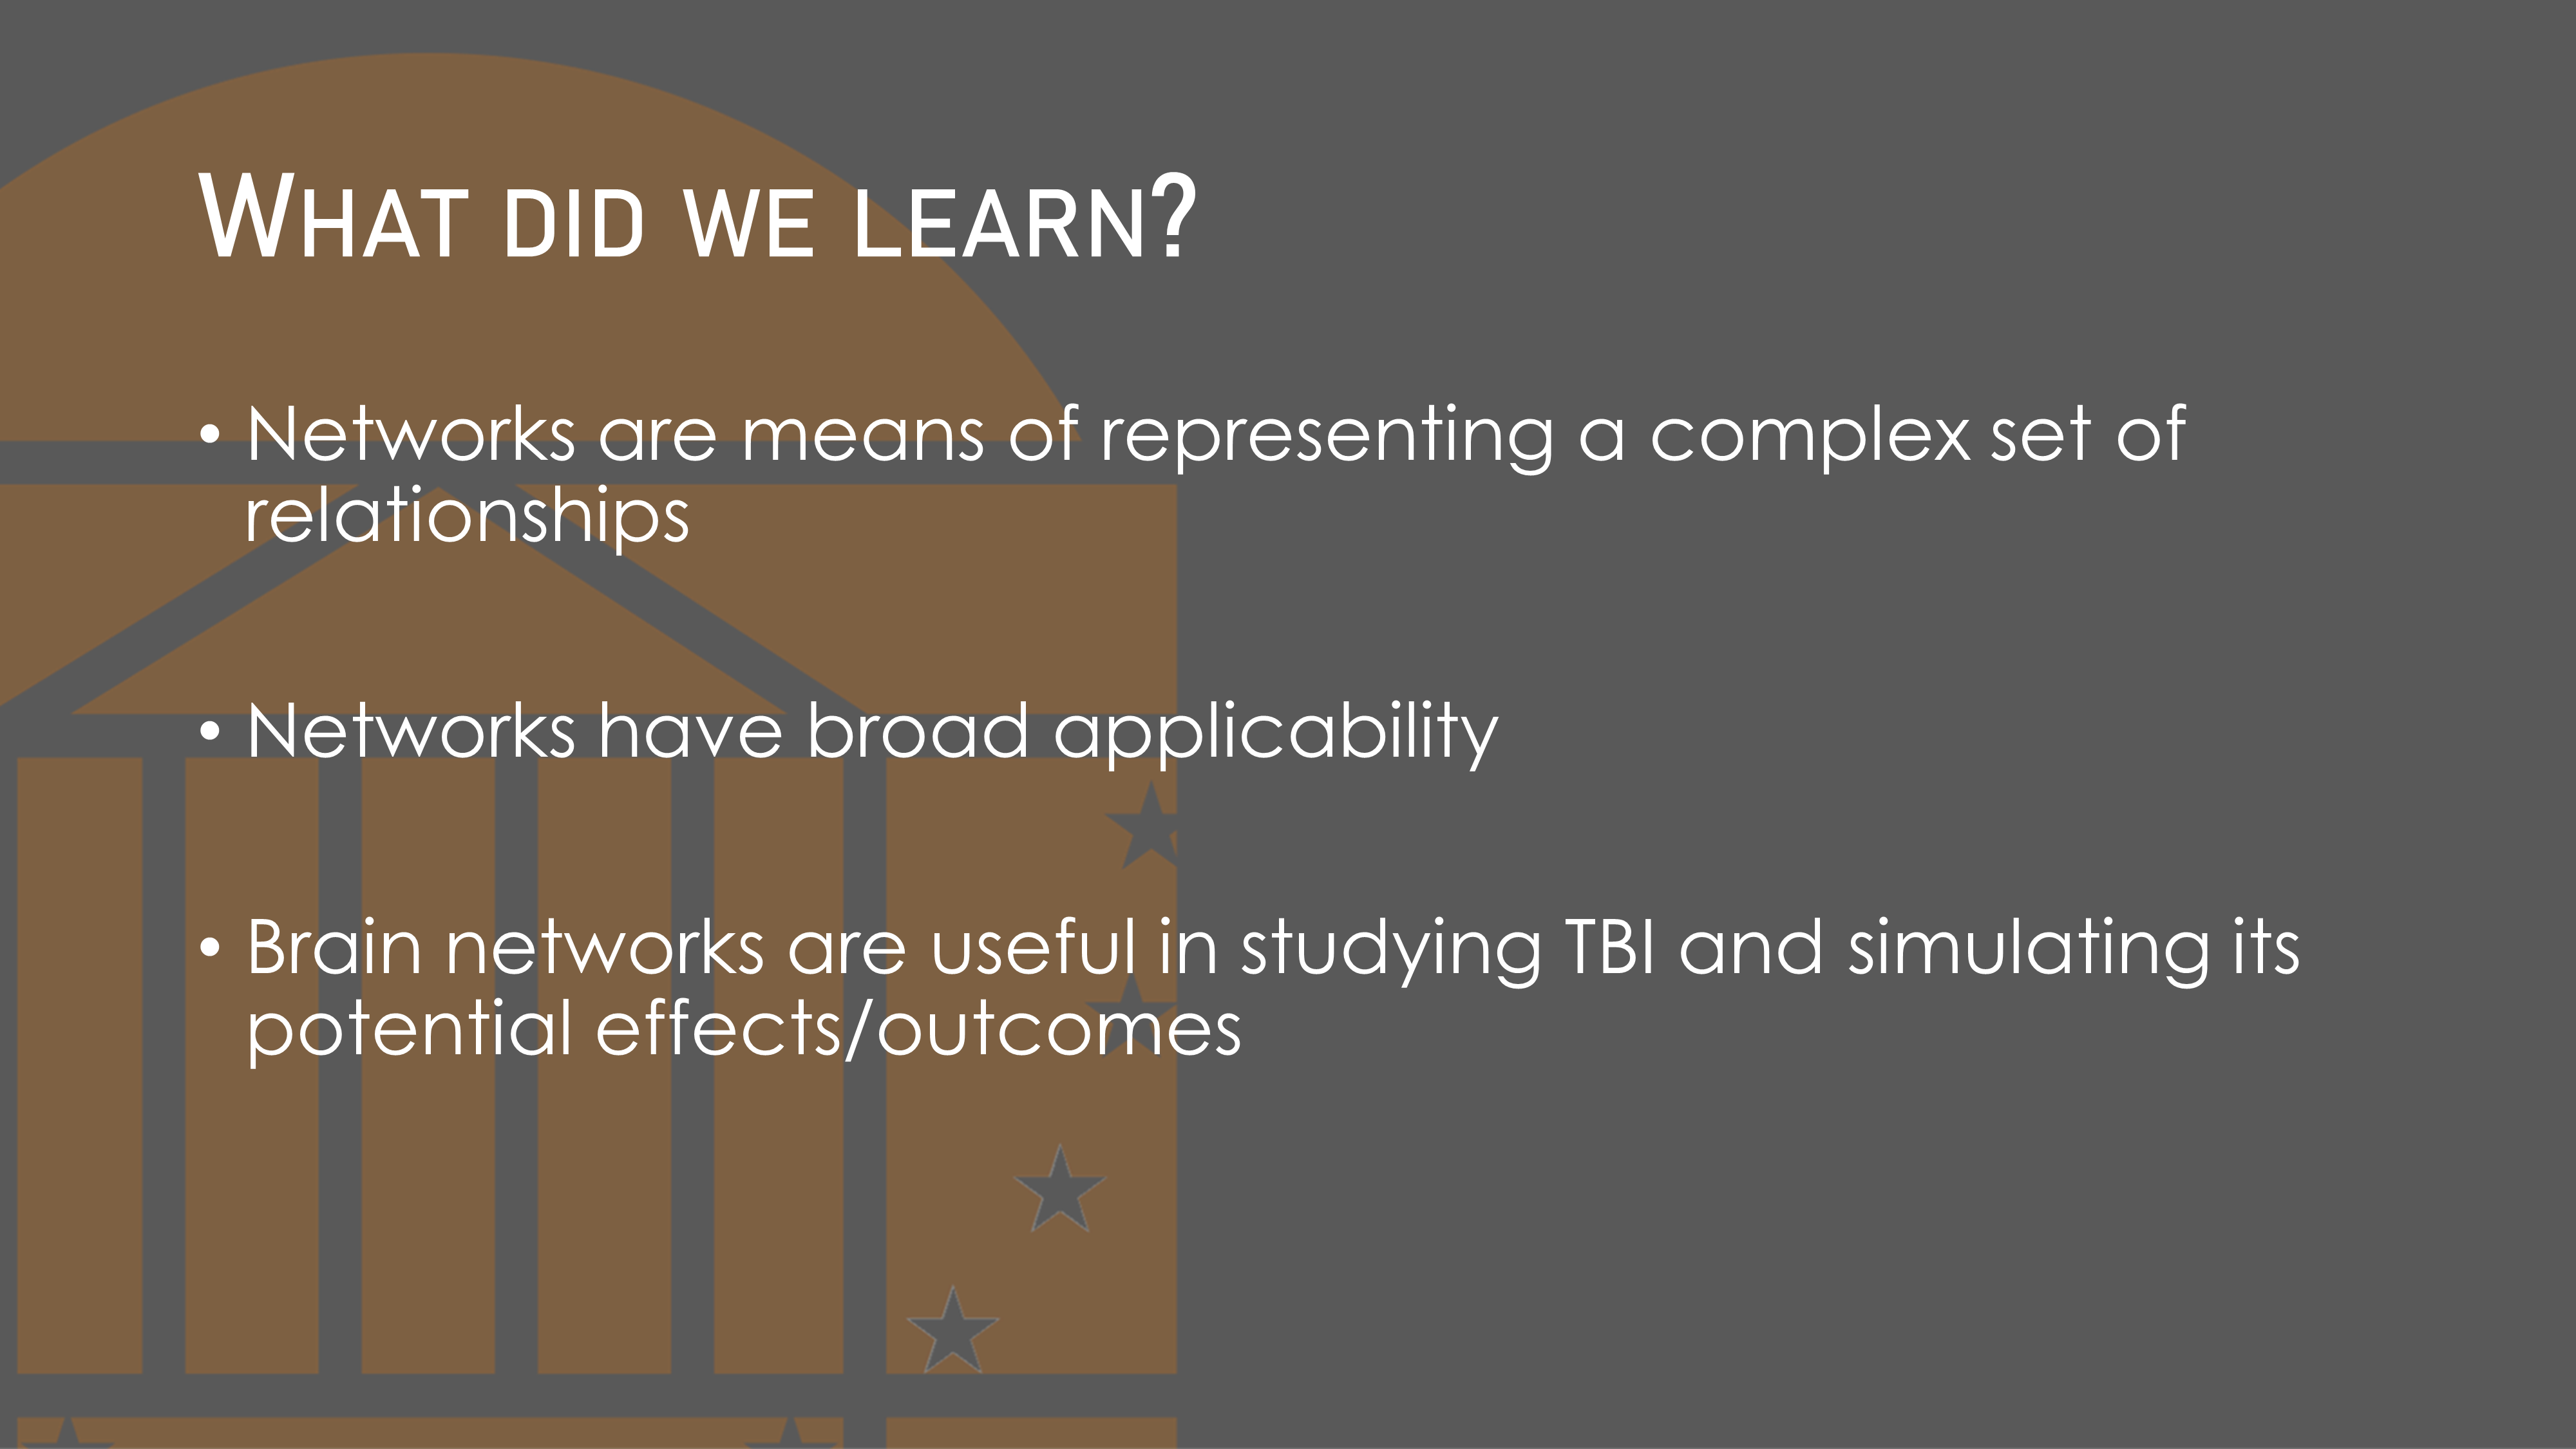 What did we learn?
• Networks are means of representing a complex set of
relationships
• Networks have broad applicability
• Brain networks are useful in studying TBI and simulating its
potential effects/outcomes